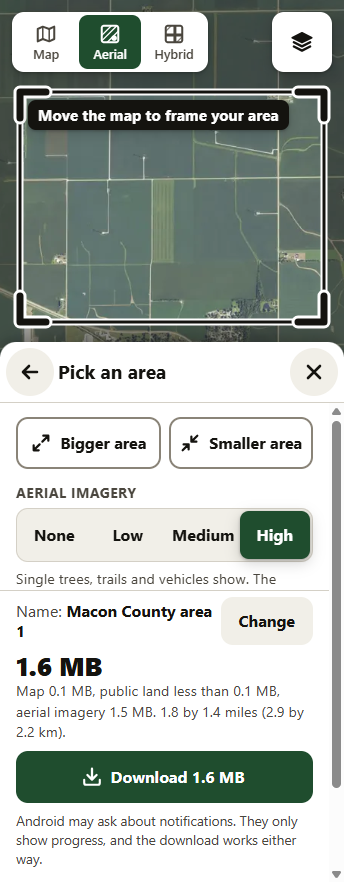 Map
Aerial
Hybrid
Move the map to frame your area
Pick an area
Bigger area
Smaller area
AERIAL IMAGERY
None
Low
Medium
High
Single trees, trails and vehicles show. The
Name: Macon County area
1
Change
1.6 MB
Map 0.1 MB, public land less than 0.1 MB,
aerial imagery 1.5 MB. 1.8 by 1.4 miles (2.9 by
2.2 km).
Download 1.6 MB
Android may ask about notifications. They only
show progress, and the download works either
way.